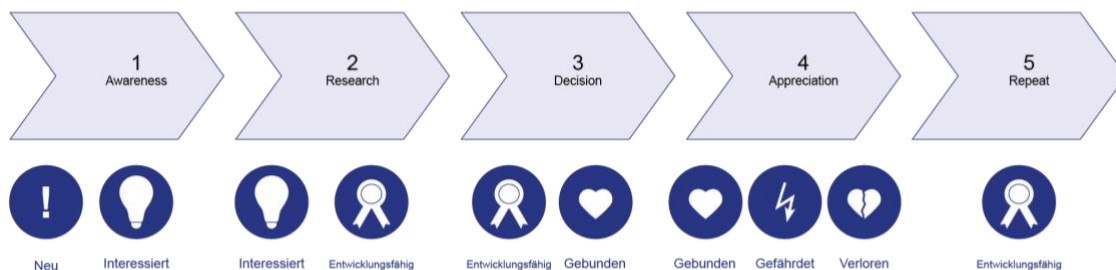 1
Awareness
2
Research
3
Decision
4
Appreciation
5
Repeat
!
Neu
Interessiert
Interessiert
Entwicklungsfähig
Entwicklungsfähig
Gebunden
Gebunden
Gefährdet
Verloren
Entwicklungsfähig